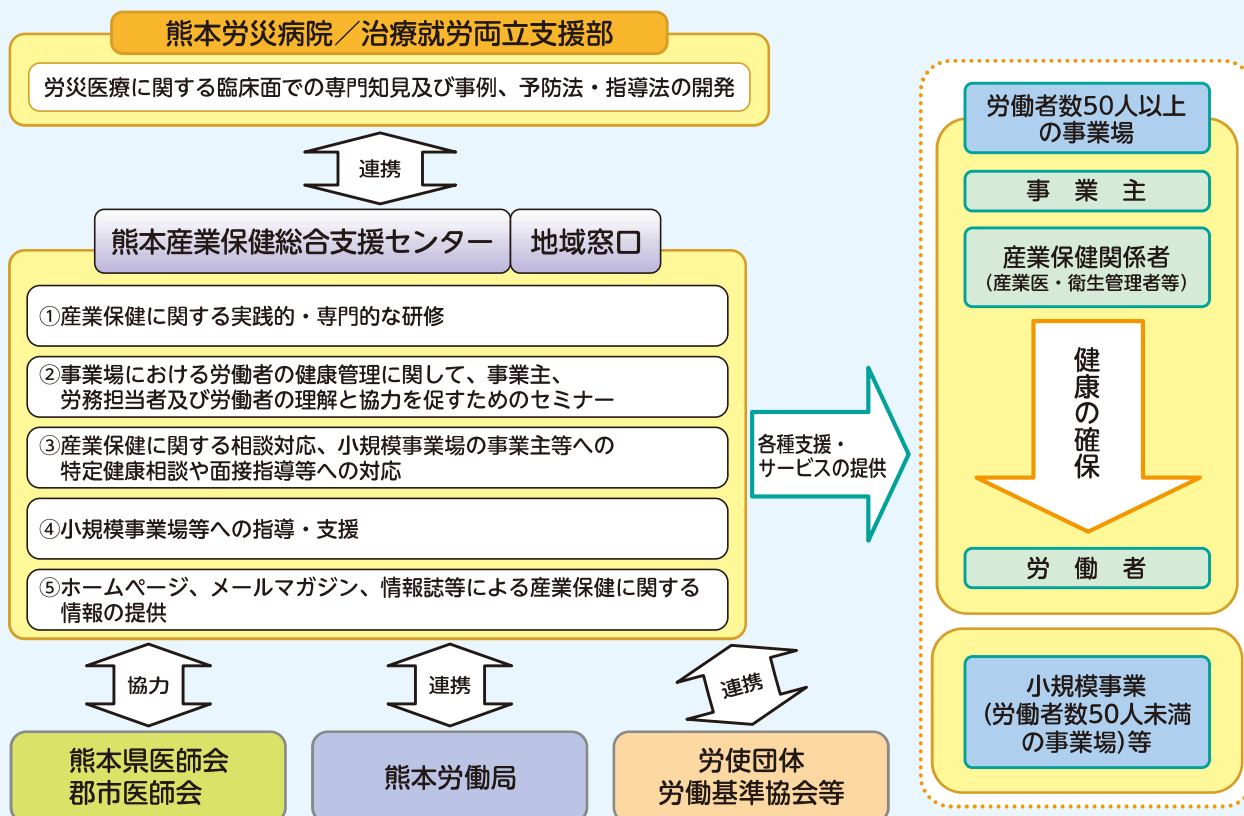 熊本労災病院／治療就労両立支援部
労災医療に関する臨床面での専門知見及び事例、予防法・指導法の開発
連携
熊本産業保健総合支援センター
地域窓口
①産業保健に関する実践的・専門的な研修
②事業場における労働者の健康管理に関して、事業主、
労務担当者及び労働者の理解と協力を促すためのセミナー
③産業保健に関する相談対応、小規模事業場の事業主等への
特定健康相談や面接指導等への対応
④小規模事業場等への指導・支援
⑤ホームページ、メールマガジン、情報誌等による産業保健に関する
情報の提供
協力
連携
連携
熊本県医師会
郡市医師会
熊本労働局
労使団体
労働基準協会等
各種支援・
サービスの提供
労働者数50人以上
の事業場
事　業　主
産業保健関係者
（産業医・衛生管理者等）
健康の確保
労　働　者
小規模事業
(労働者数50人未満
の事業場)等